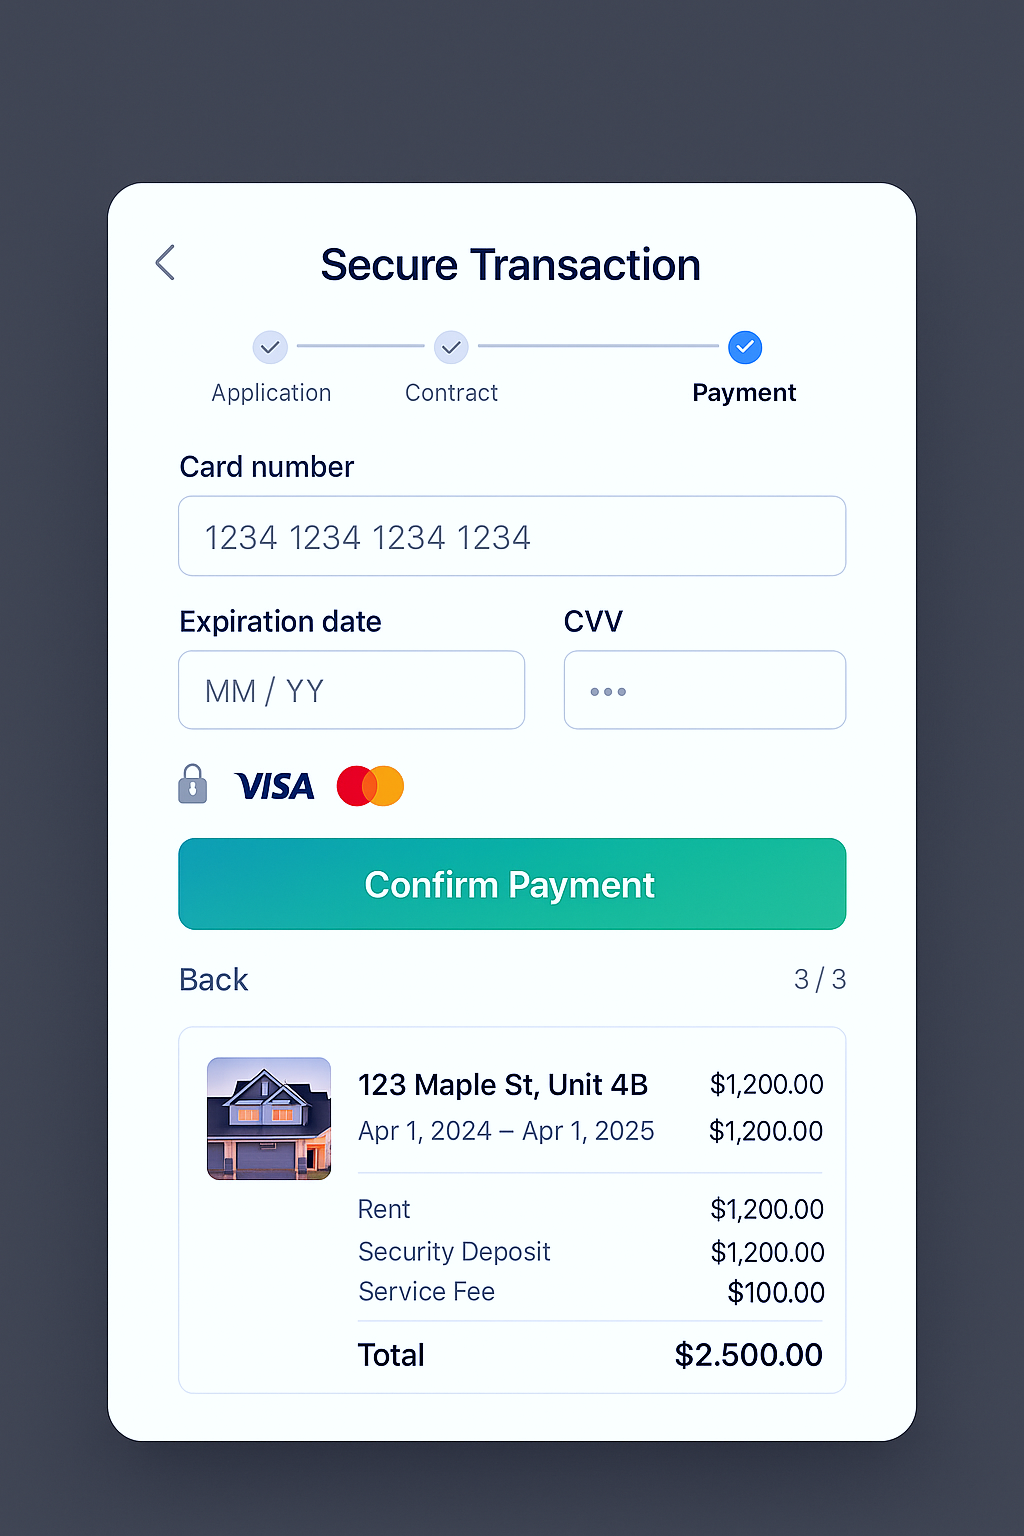 Secure Transaction
Application Contract Payment
Card number
1234 1234 1234 1234
Expiration date CVV
MM / YY •••
VISA
Confirm Payment
Back 3 / 3
123 Maple St, Unit 4B $1,200.00
Apr 1, 2024 – Apr 1, 2025 $1,200.00
Rent $1,200.00
Security Deposit $1,200.00
Service Fee $100.00
Total $2.500.00